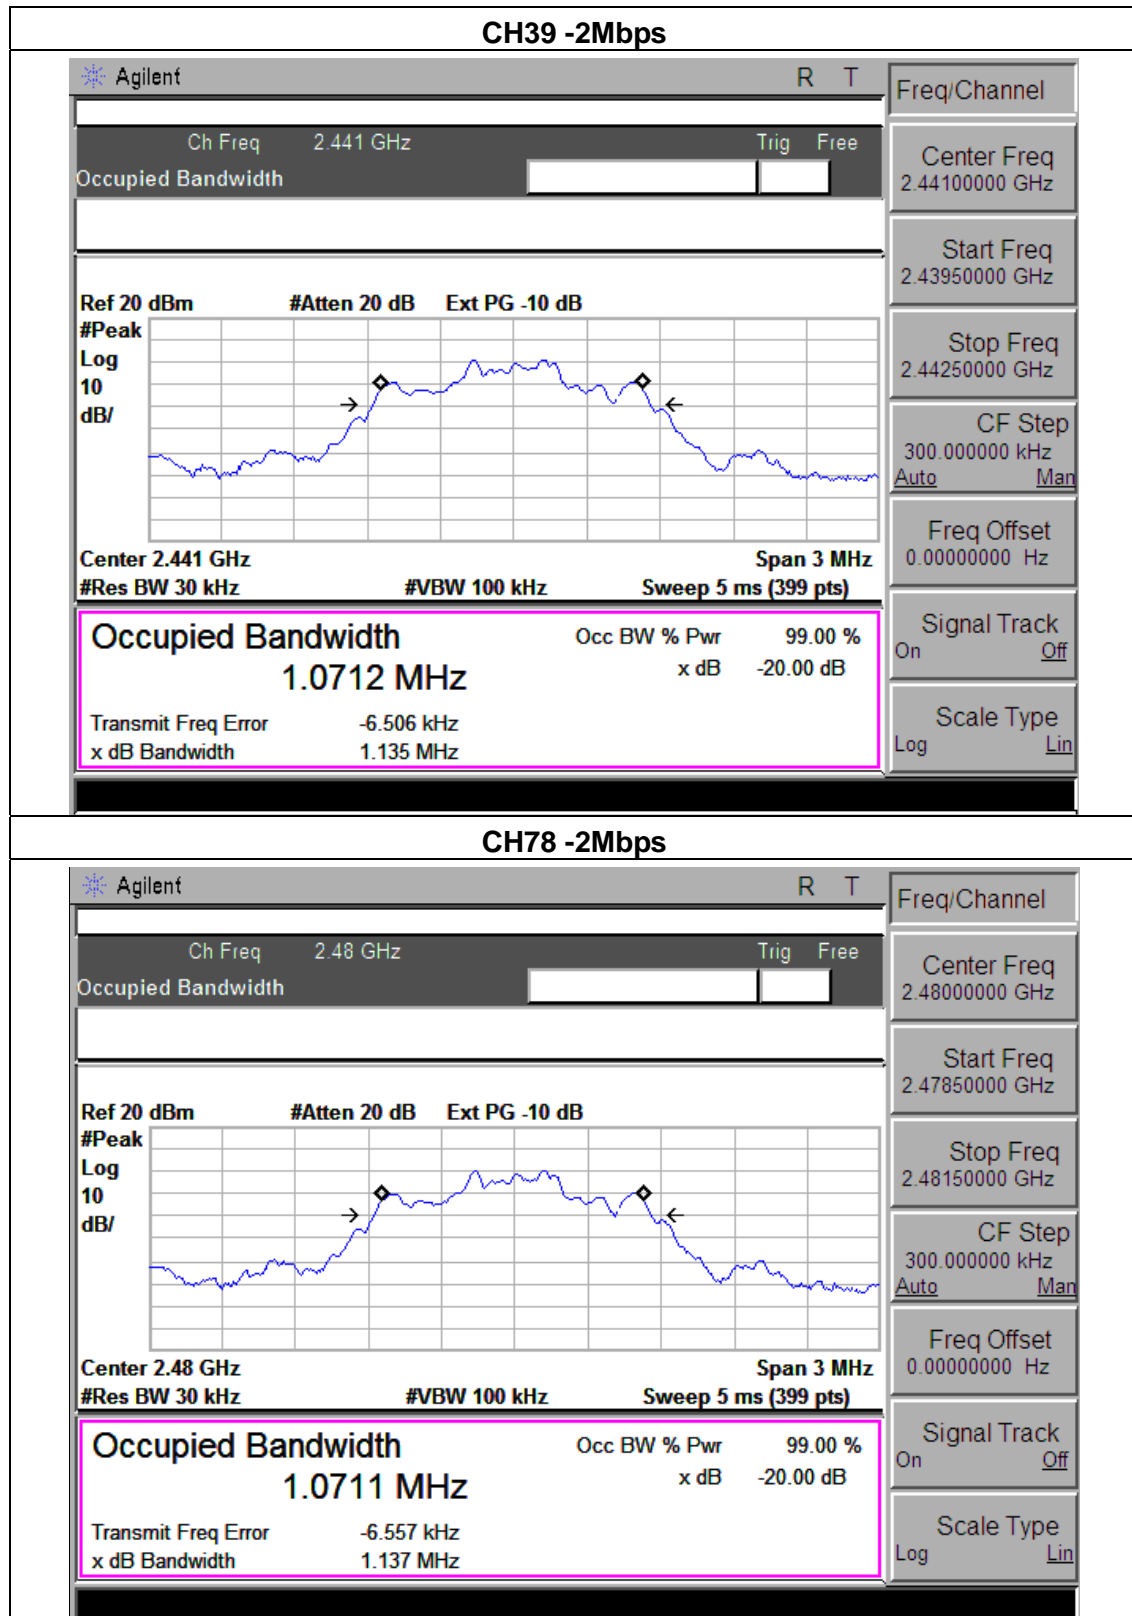 CH39 -2Mbps
Agilent R T
Freq/Channel
Ch Freq 2.441 GHz Trig Free
Occupied Bandwidth
Center Freq
2.44100000 GHz
Start Freq
2.43950000 GHz
Stop Freq
2.44250000 GHz
CF Step
300.000000 kHz
Auto Man
Freq Offset
0.00000000 Hz
Signal Track
On Off
Scale Type
Log Lin
Ref 20 dBm #Atten 20 dB Ext PG -10 dB
#Peak
Log
10
dB/
Center 2.441 GHz Span 3 MHz
#Res BW 30 kHz #VBW 100 kHz Sweep 5 ms (399 pts)
Occupied Bandwidth Occ BW % Pwr 99.00 %
1.0712 MHz x dB -20.00 dB
Transmit Freq Error -6.506 kHz
x dB Bandwidth 1.135 MHz
CH78 -2Mbps
Agilent R T
Freq/Channel
Ch Freq 2.48 GHz Trig Free
Occupied Bandwidth
Center Freq
2.48000000 GHz
Start Freq
2.47850000 GHz
Stop Freq
2.48150000 GHz
CF Step
300.000000 kHz
Auto Man
Freq Offset
0.00000000 Hz
Signal Track
On Off
Scale Type
Log Lin
Ref 20 dBm #Atten 20 dB Ext PG -10 dB
#Peak
Log
10
dB/
Center 2.48 GHz Span 3 MHz
#Res BW 30 kHz #VBW 100 kHz Sweep 5 ms (399 pts)
Occupied Bandwidth Occ BW % Pwr 99.00 %
1.0711 MHz x dB -20.00 dB
Transmit Freq Error -6.557 kHz
x dB Bandwidth 1.137 MHz